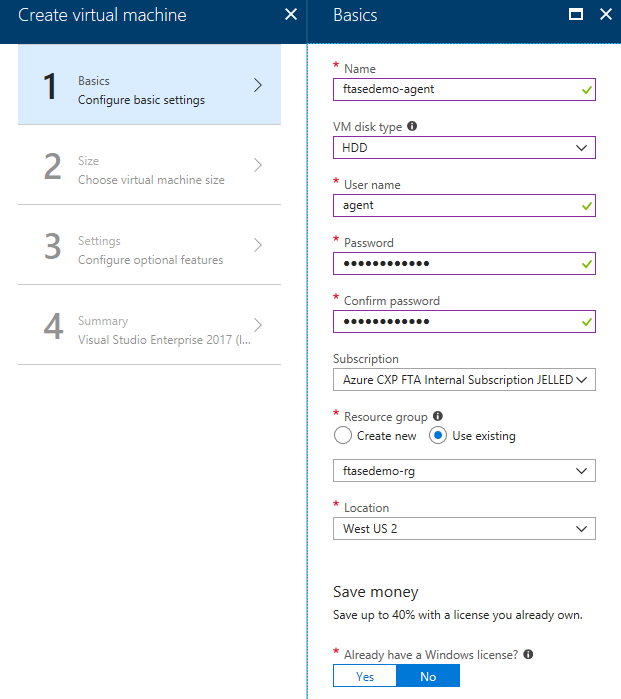 Create virtual machine
1
Basics
Configure basic settings
2
Size
Choose virtual machine size
3
Settings
Configure optional features
4
Summary
Visual Studio Enterprise 2017 (l...
Basics
* Name
ftasedemo-agent
VM disk type
HDD
* User name
agent
* Password
••••••••••••
* Confirm password
••••••••••••
Subscription
Azure CXP FTA Internal Subscription JELLED
* Resource group
Create new Use existing
ftasedemo-rg
* Location
West US 2
Save money
Save up to 40% with a license you already own.
* Already have a Windows license?
Yes No